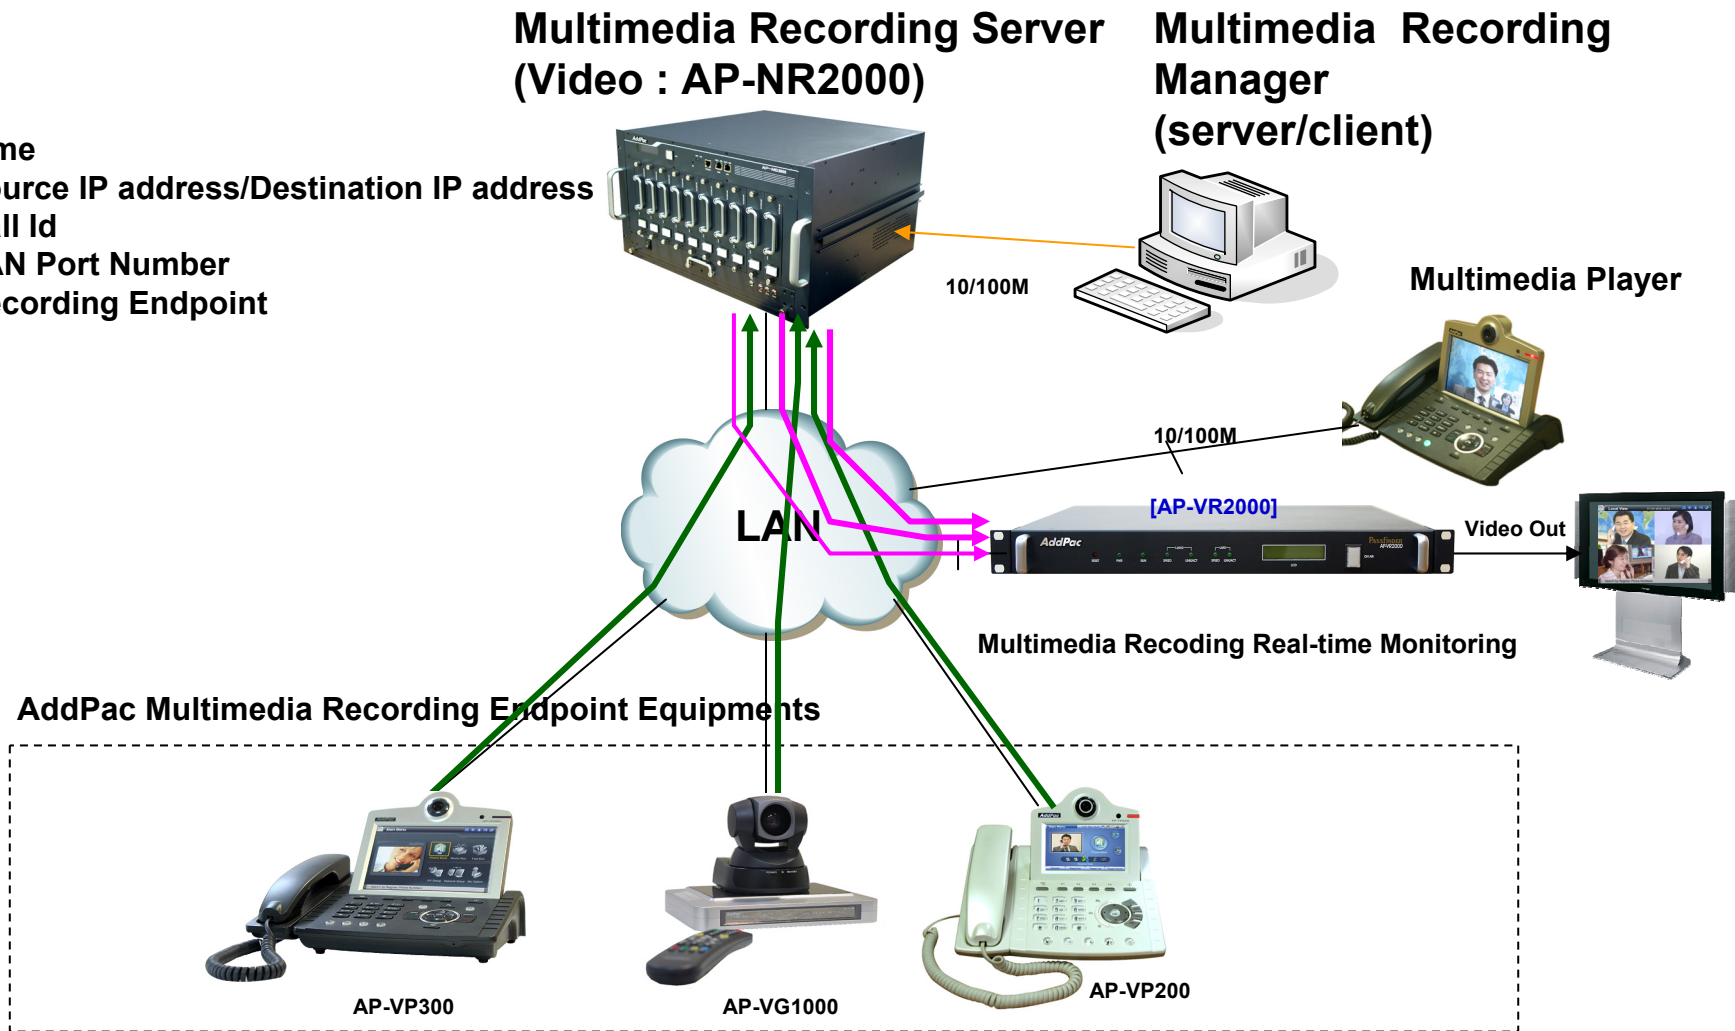 Multimedia Recording Server
(Video : AP-NR2000)
Multimedia Recording
Manager
(server/client)
me
urce IP address/Destination IP address
ll Id
AN Port Number
cording Endpoint
10/100M
Multimedia Player
10/100M
[AP-VR2000]
LAN
AddPac
Video Out
Multimedia Recoding Real-time Monitoring
AddPac Multimedia Recording Endpoint Equipments
AddPac
AP-VP300
AP-VG1000
AP-VP200